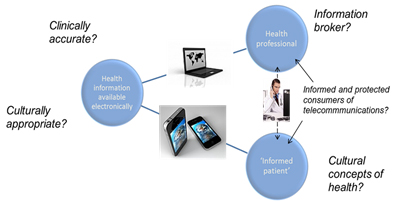 Clinically
accurate?
Information
broker?
Health
professional
Health
information
available
electronically
Informed and protected
consumers of
telecommmunications?
Culturally
appropriate?
'Informed
patient'
Cultural
concepts of
health?